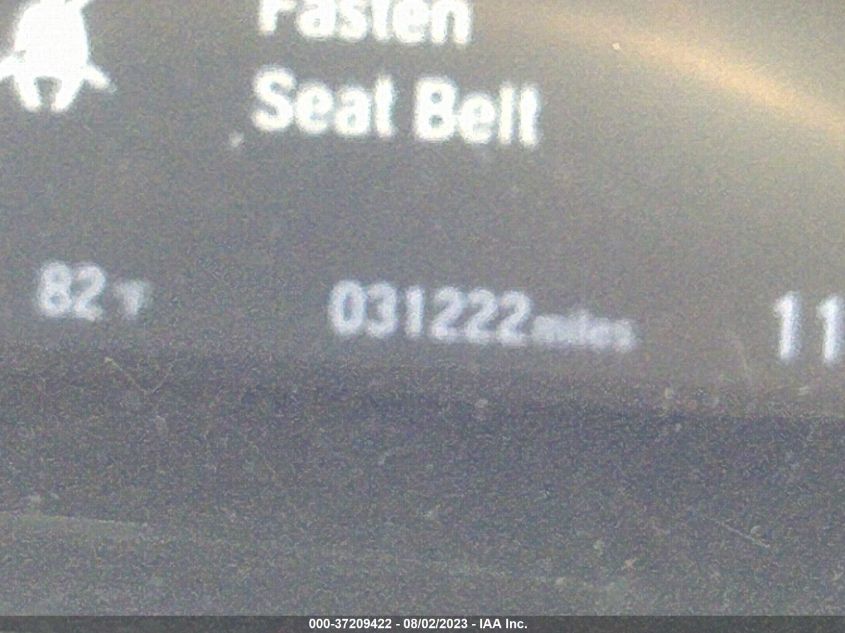 Fasten
Seat Belt
82°F
031222 miles
11
000-37209422 - 08/02/2023 - IAA Inc.